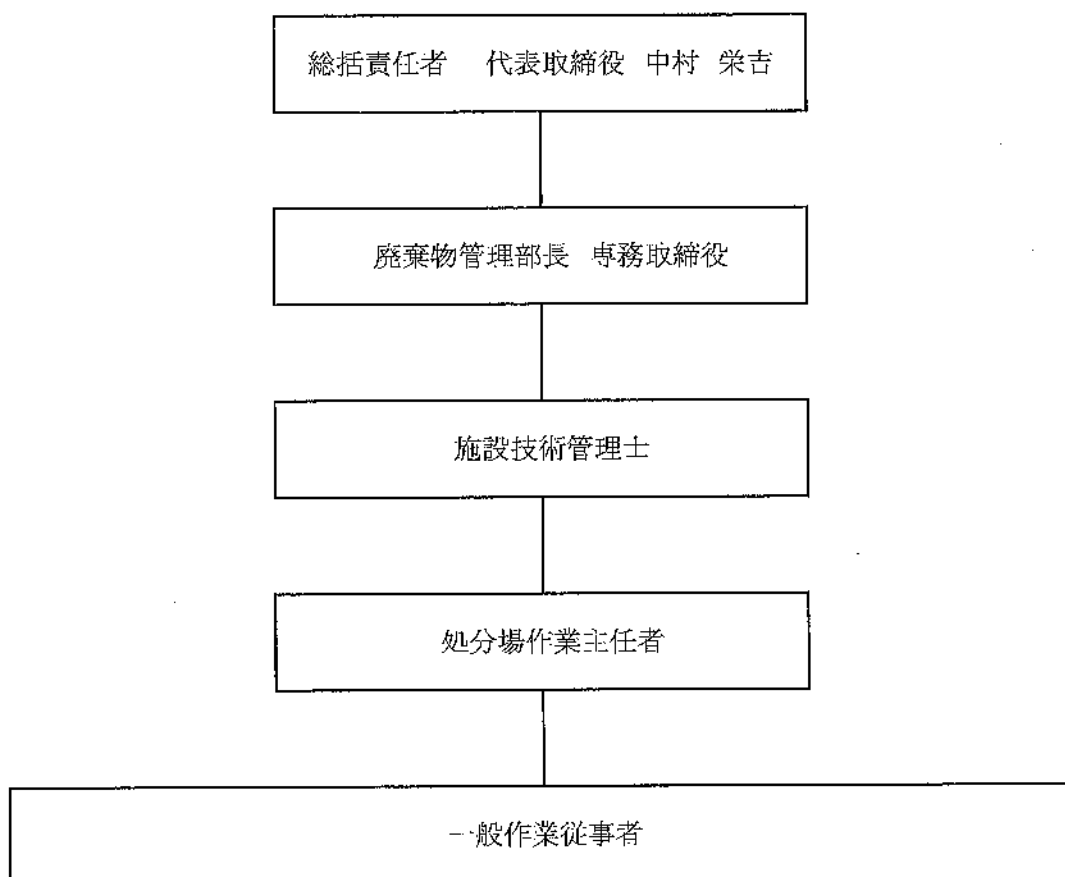 総括責任者　代表取締役 中村 栄吉
廃棄物管理部長 専務取締役
施設技術管理士
処分場作業主任者
一般作業従事者